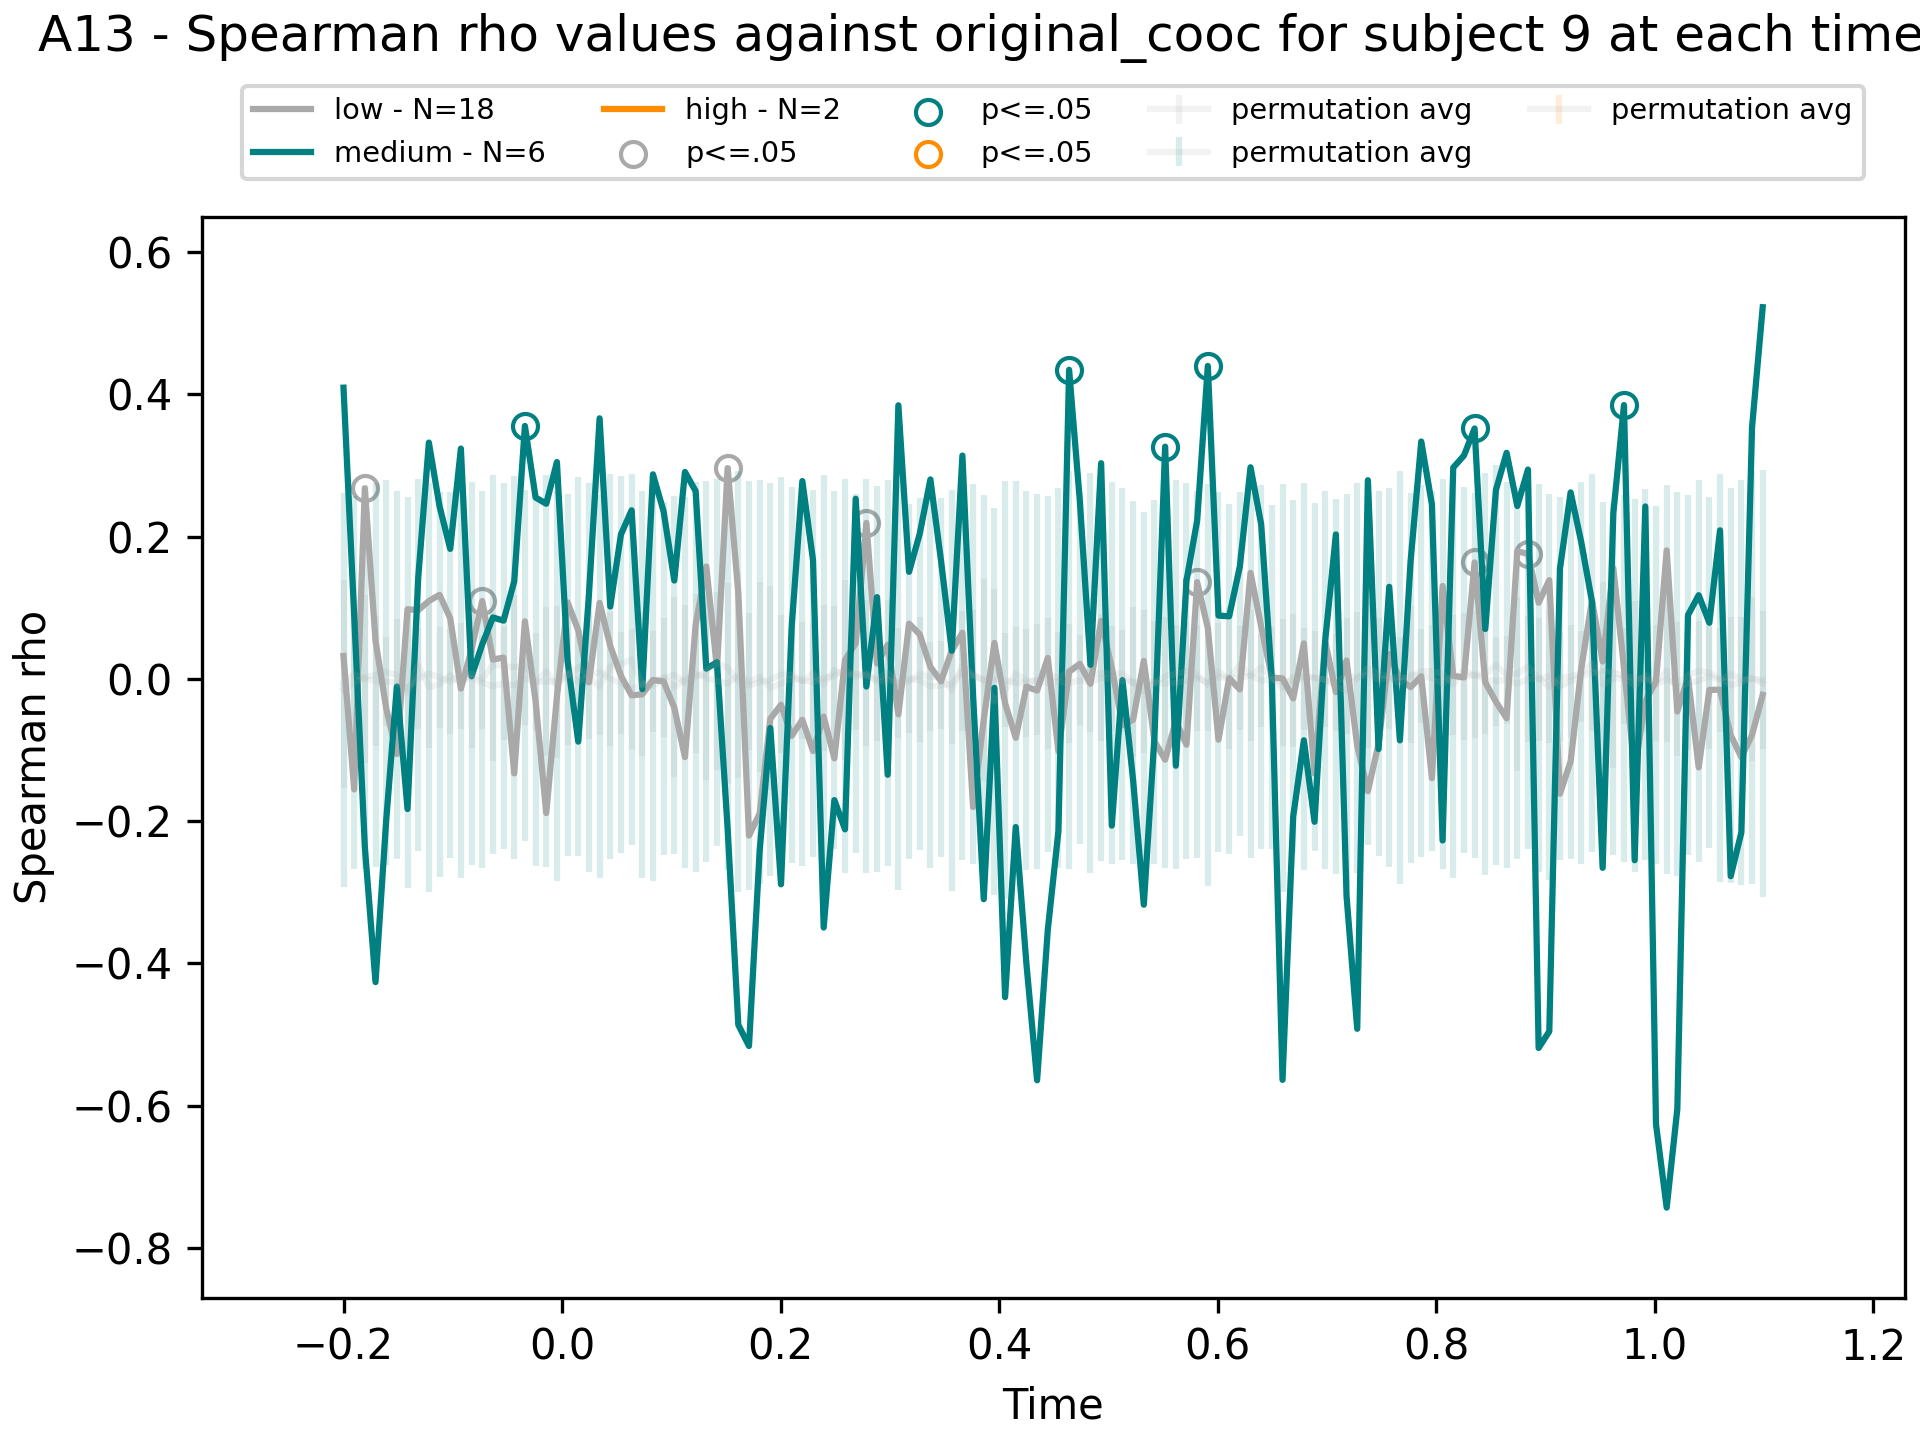 A13 - Spearman rho values against original_cooc for subject 9 at each time
low - N=18
medium - N=6
high - N=2
p<=.05
p<=.05
p<=.05
permutation avg
permutation avg
permutation avg
Spearman rho
0.6
0.4
0.2
0.0
−0.2
−0.4
−0.6
−0.8
−0.2 0.0 0.2 0.4 0.6 0.8 1.0 1.2
Time